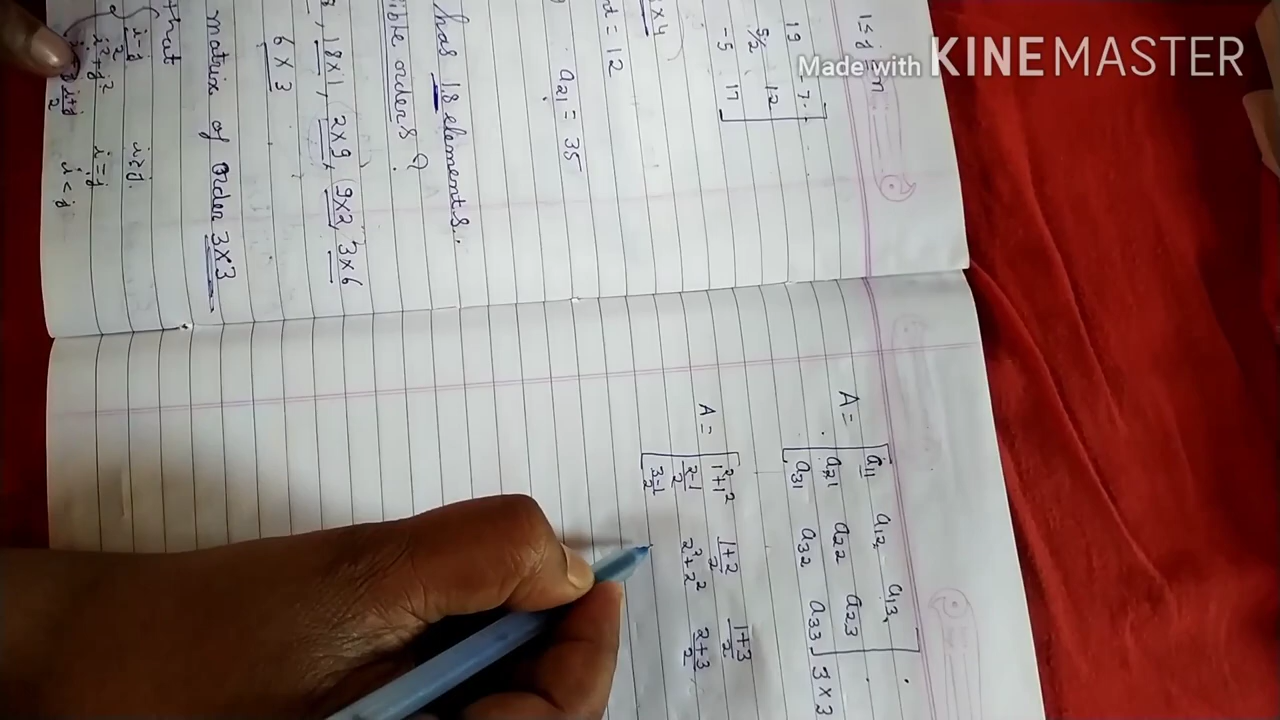 Made with KINEMASTER
1 ≤ j ≤ n
19 -7
5/2 12
-5 17
×4
d = 12
a21 = 35
has 18 elements.
ible orders?
18×1, 2×9, 9×2, 3×6
6×3
matrix of order 3×3
that
i-j/2 i>j
i²+j² i=j
i+j/2 i<j
A = [a11 a12 a13
a21 a22 a23
a31 a32 a33] 3×3
A = [1²+1² 1+2/2 1+3/2
2-1/2 2²+2² 2+3/2
3-1/2